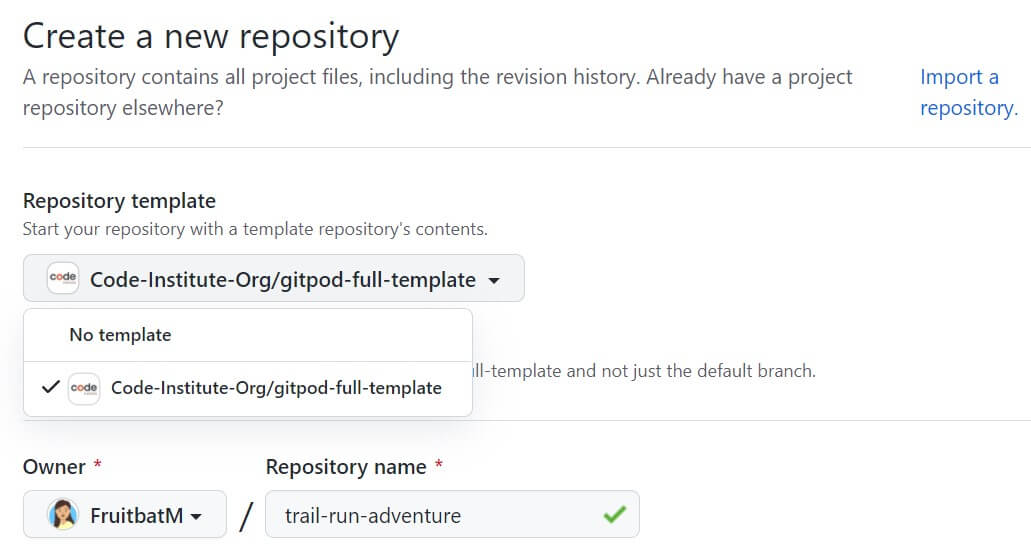 Create a new repository
A repository contains all project files, including the revision history. Already have a project
repository elsewhere?
Import a
repository.
Repository template
Start your repository with a template repository's contents.
code Code-Institute-Org/gitpod-full-template
No template
ll-template and not just the default branch.
code Code-Institute-Org/gitpod-full-template
Owner *
Repository name *
FruitbatM
/
trail-run-adventure